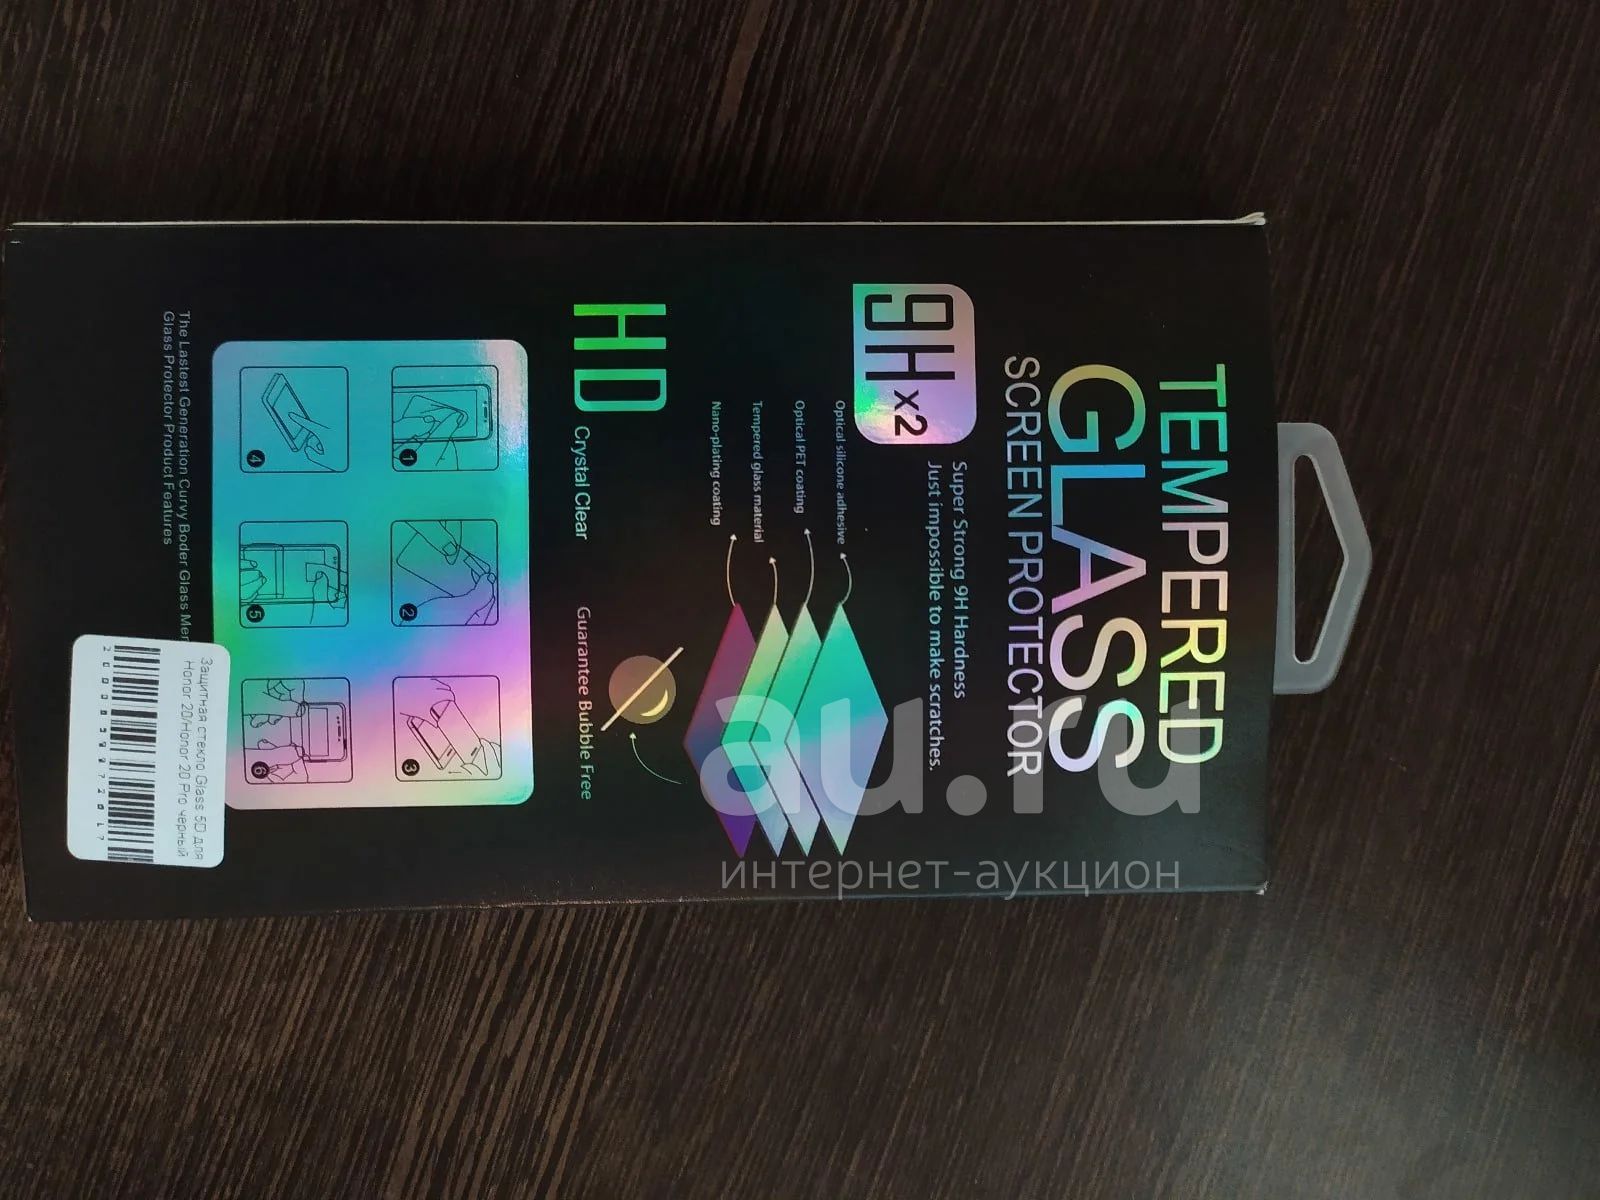 TEMPERED
GLASS
SCREEN PROTECTOR
9H x2
Super Strong 9H Hardness
Just impossible to make scratches.
Optical silicone adhesive
Optical PET coating
Tempered glass material
Nano-plating coating
HD
Crystal Clear
Guarantee Bubble Free
1
2
3
4
5
6
The Lastest Generation Curvy Boder Glass
Glass Protector Product Features
Защитная стекло Glass 5D для
Honor 20/Honor 20 Pro черный
au.ru
интернет-аукцион